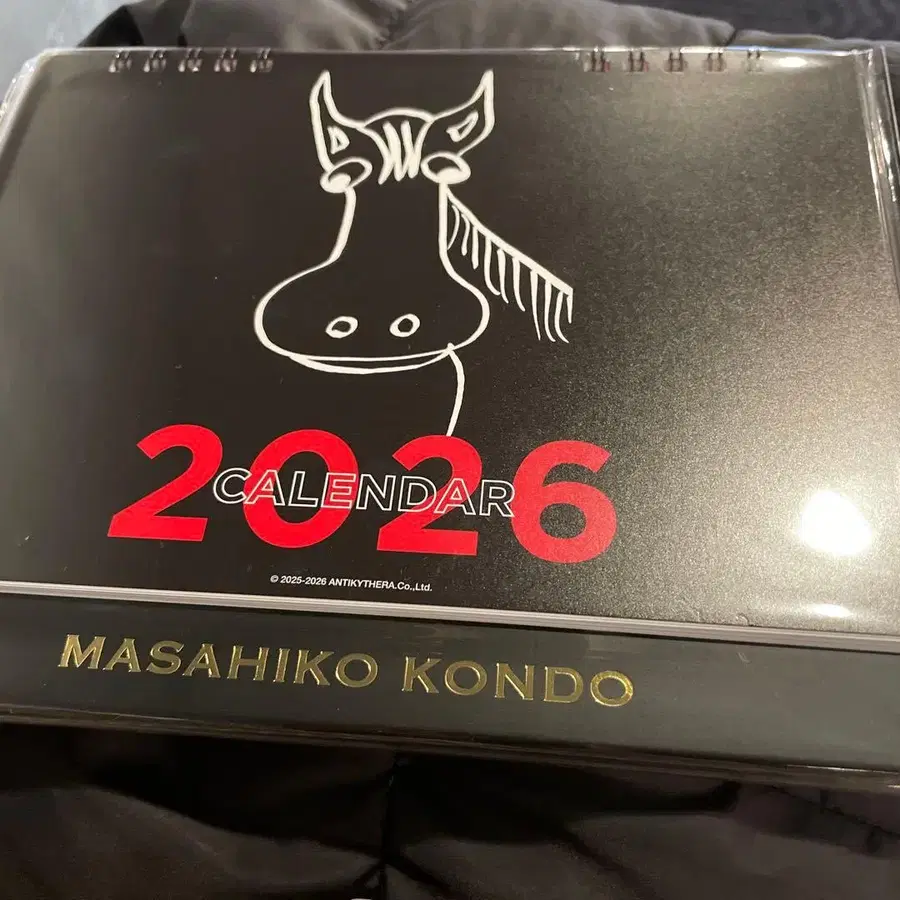 2026
CALENDAR
© 2025-2026 ANTIKYTHERA.Co.,Ltd.
MASAHIKO KONDO